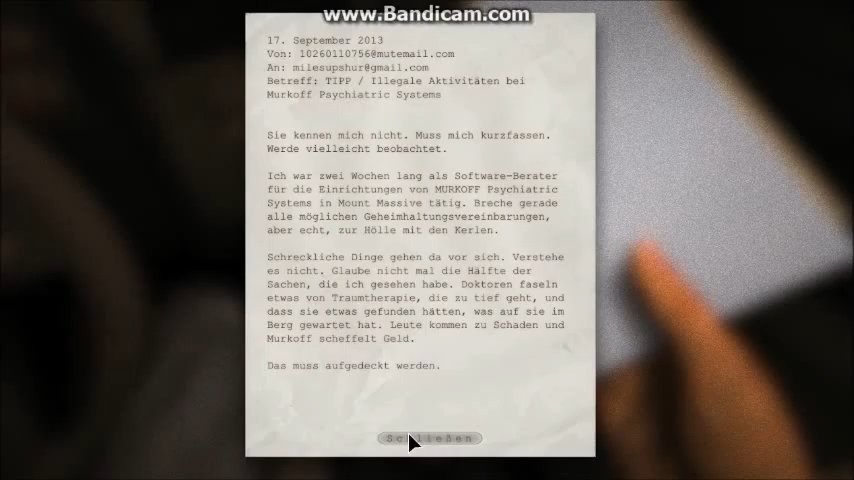 www.Bandicam.com
17. September 2013
Von: 10260110756@mutemail.com
An: milesupshur@gmail.com
Betreff: TIPP / Illegale Aktivitäten bei
Murkoff Psychiatric Systems
Sie kennen mich nicht. Muss mich kurzfassen.
Werde vielleicht beobachtet.
Ich war zwei Wochen lang als Software-Berater
für die Einrichtungen von MURKOFF Psychiatric
Systems in Mount Massive tätig. Breche gerade
alle möglichen Geheimhaltungsvereinbarungen,
aber echt, zur Hölle mit den Kerlen.
Schreckliche Dinge gehen da vor sich. Verstehe
es nicht. Glaube nicht mal die Hälfte der
Sachen, die ich gesehen habe. Doktoren faseln
etwas von Traumtherapie, die zu tief geht, und
dass sie etwas gefunden hätten, was auf sie im
Berg gewartet hat. Leute kommen zu Schaden und
Murkoff scheffelt Geld.
Das muss aufgedeckt werden.
Schließen